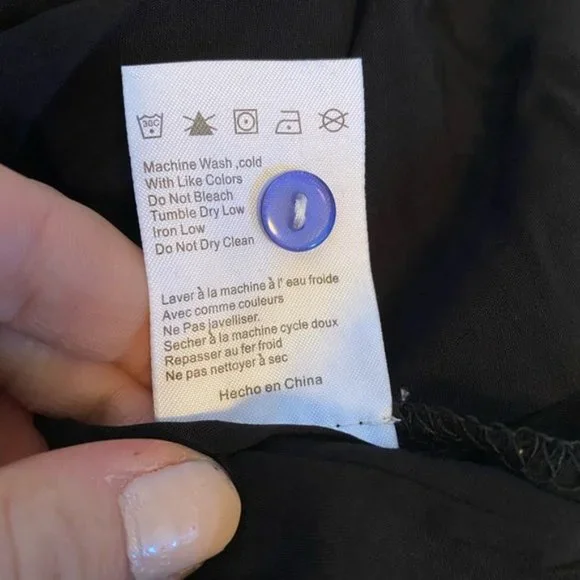 30C
Machine Wash ,cold
With Like Colors
Do Not Bleach
Tumble Dry Low
Iron Low
Do Not Dry Clean
Laver à la machine à l' eau froide
Avec comme couleurs
Ne Pas javelliser.
Secher à la machine cycle doux
Repasser au fer froid
Ne pas nettoyer à sec
Hecho en China